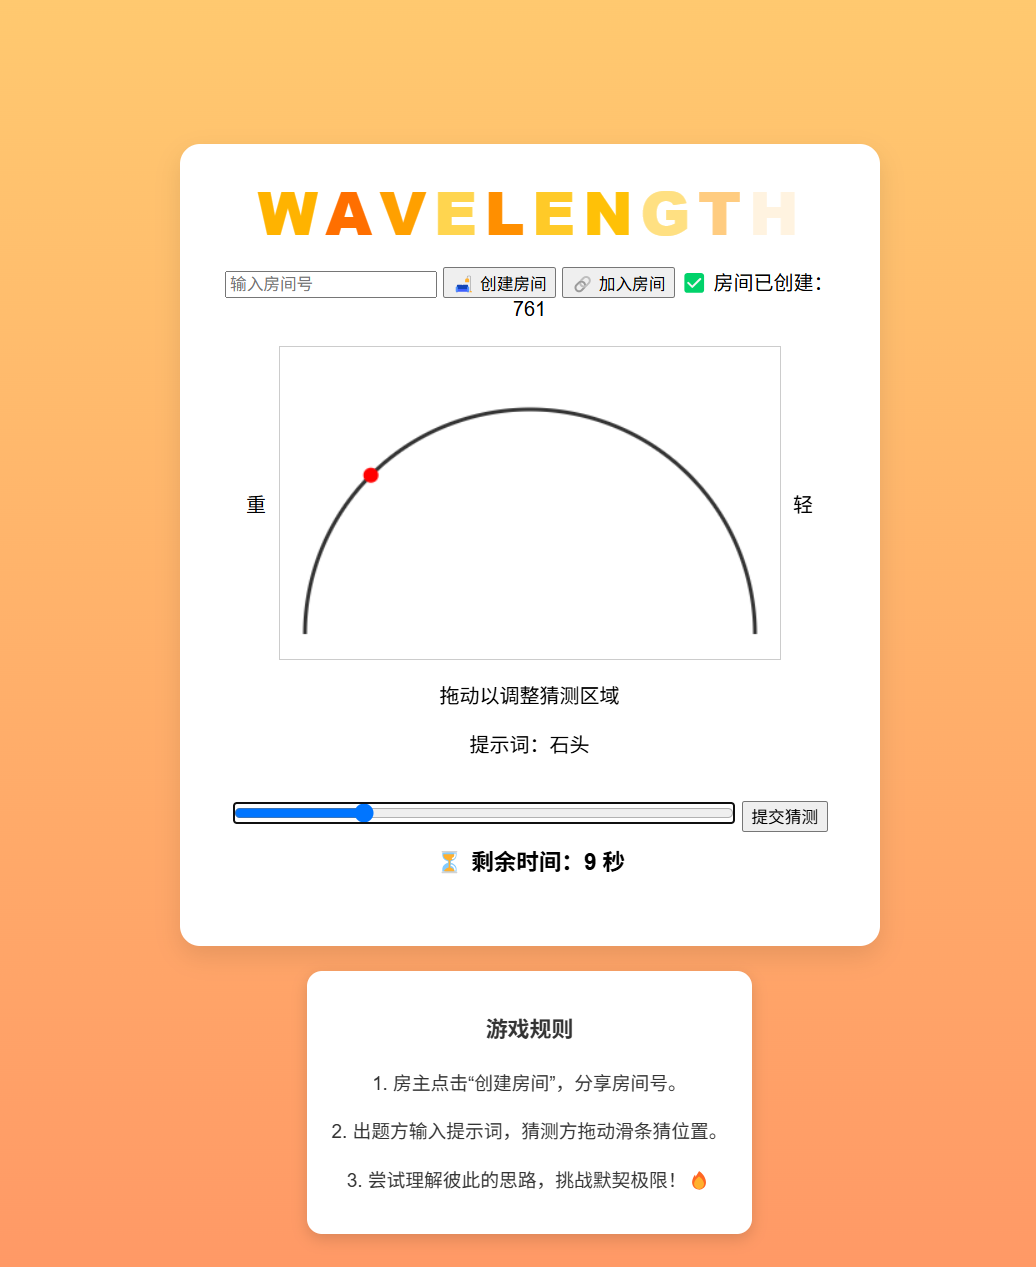 WAVELENGTH
输入房间号 🛋️ 创建房间 🔗 加入房间 ✅ 房间已创建：
761
重
轻
拖动以调整猜测区域
提示词：石头
提交猜测
⏳ 剩余时间：9 秒
游戏规则
1. 房主点击“创建房间”，分享房间号。
2. 出题方输入提示词，猜测方拖动滑条猜位置。
3. 尝试理解彼此的思路，挑战默契极限！🔥